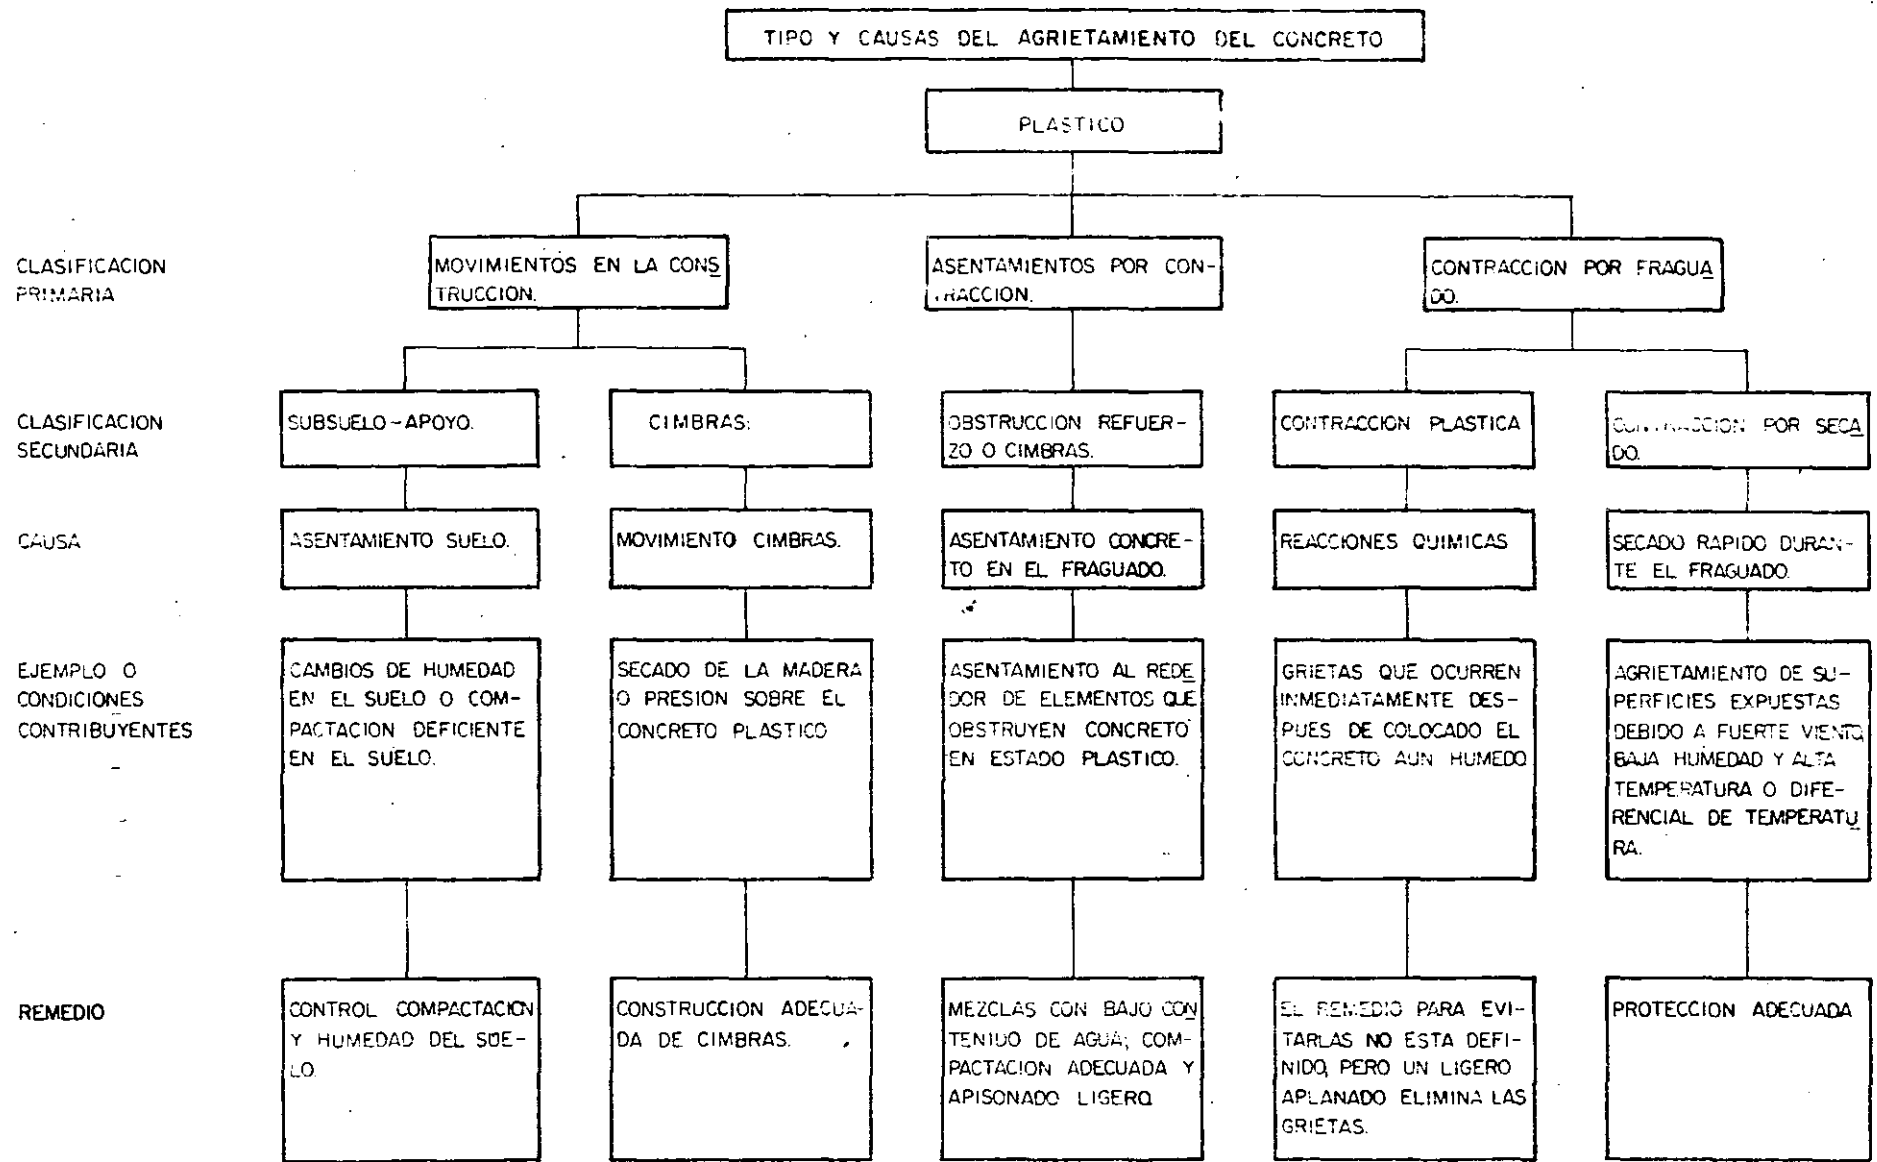 TIPO Y CAUSAS DEL AGRIETAMIENTO DEL CONCRETO
PLASTICO
CLASIFICACION
PRIMARIA
MOVIMIENTOS EN LA CONS
TRUCCION.
ASENTAMIENTOS POR CON-
TRACCION.
CONTRACCION POR FRAGUA
DO.
CLASIFICACION
SECUNDARIA
SUBSUELO-APOYO.
CIMBRAS.
OBSTRUCCION REFUER-
ZO O CIMBRAS.
CONTRACCION PLASTICA
CONTRACCION POR SECA
DO.
CAUSA
ASENTAMIENTO SUELO.
MOVIMIENTO CIMBRAS.
ASENTAMIENTO CONCRE-
TO EN EL FRAGUADO.
REACCIONES QUIMICAS
SECADO RAPIDO DURAN-
TE EL FRAGUADO.
EJEMPLO O
CONDICIONES
CONTRIBUYENTES
CAMBIOS DE HUMEDAD
EN EL SUELO O COM-
PACTACION DEFICIENTE
EN EL SUELO.
SECADO DE LA MADERA
O PRESION SOBRE EL
CONCRETO PLASTICO
ASENTAMIENTO AL REDE
DOR DE ELEMENTOS QUE
OBSTRUYEN CONCRETO
EN ESTADO PLASTICO.
GRIETAS QUE OCURREN
INMEDIATAMENTE DES-
PUES DE COLOCADO EL
CONCRETO AUN HUMEDO
AGRIETAMIENTO DE SU-
PERFICIES EXPUESTAS
DEBIDO A FUERTE VIENTO,
BAJA HUMEDAD Y ALTA
TEMPERATURA O DIFE-
RENCIAL DE TEMPERATU
RA.
REMEDIO
CONTROL COMPACTACION
Y HUMEDAD DEL SUE-
LO.
CONSTRUCCION ADECUA-
DA DE CIMBRAS.
MEZCLAS CON BAJO CON
TENIDO DE AGUA; COM-
PACTACION ADECUADA Y
APISONADO LIGERO.
EL REMEDIO PARA EVI-
TARLAS NO ESTA DEFI-
NIDO, PERO UN LIGERO
APLANADO ELIMINA LAS
GRIETAS.
PROTECCION ADECUADA